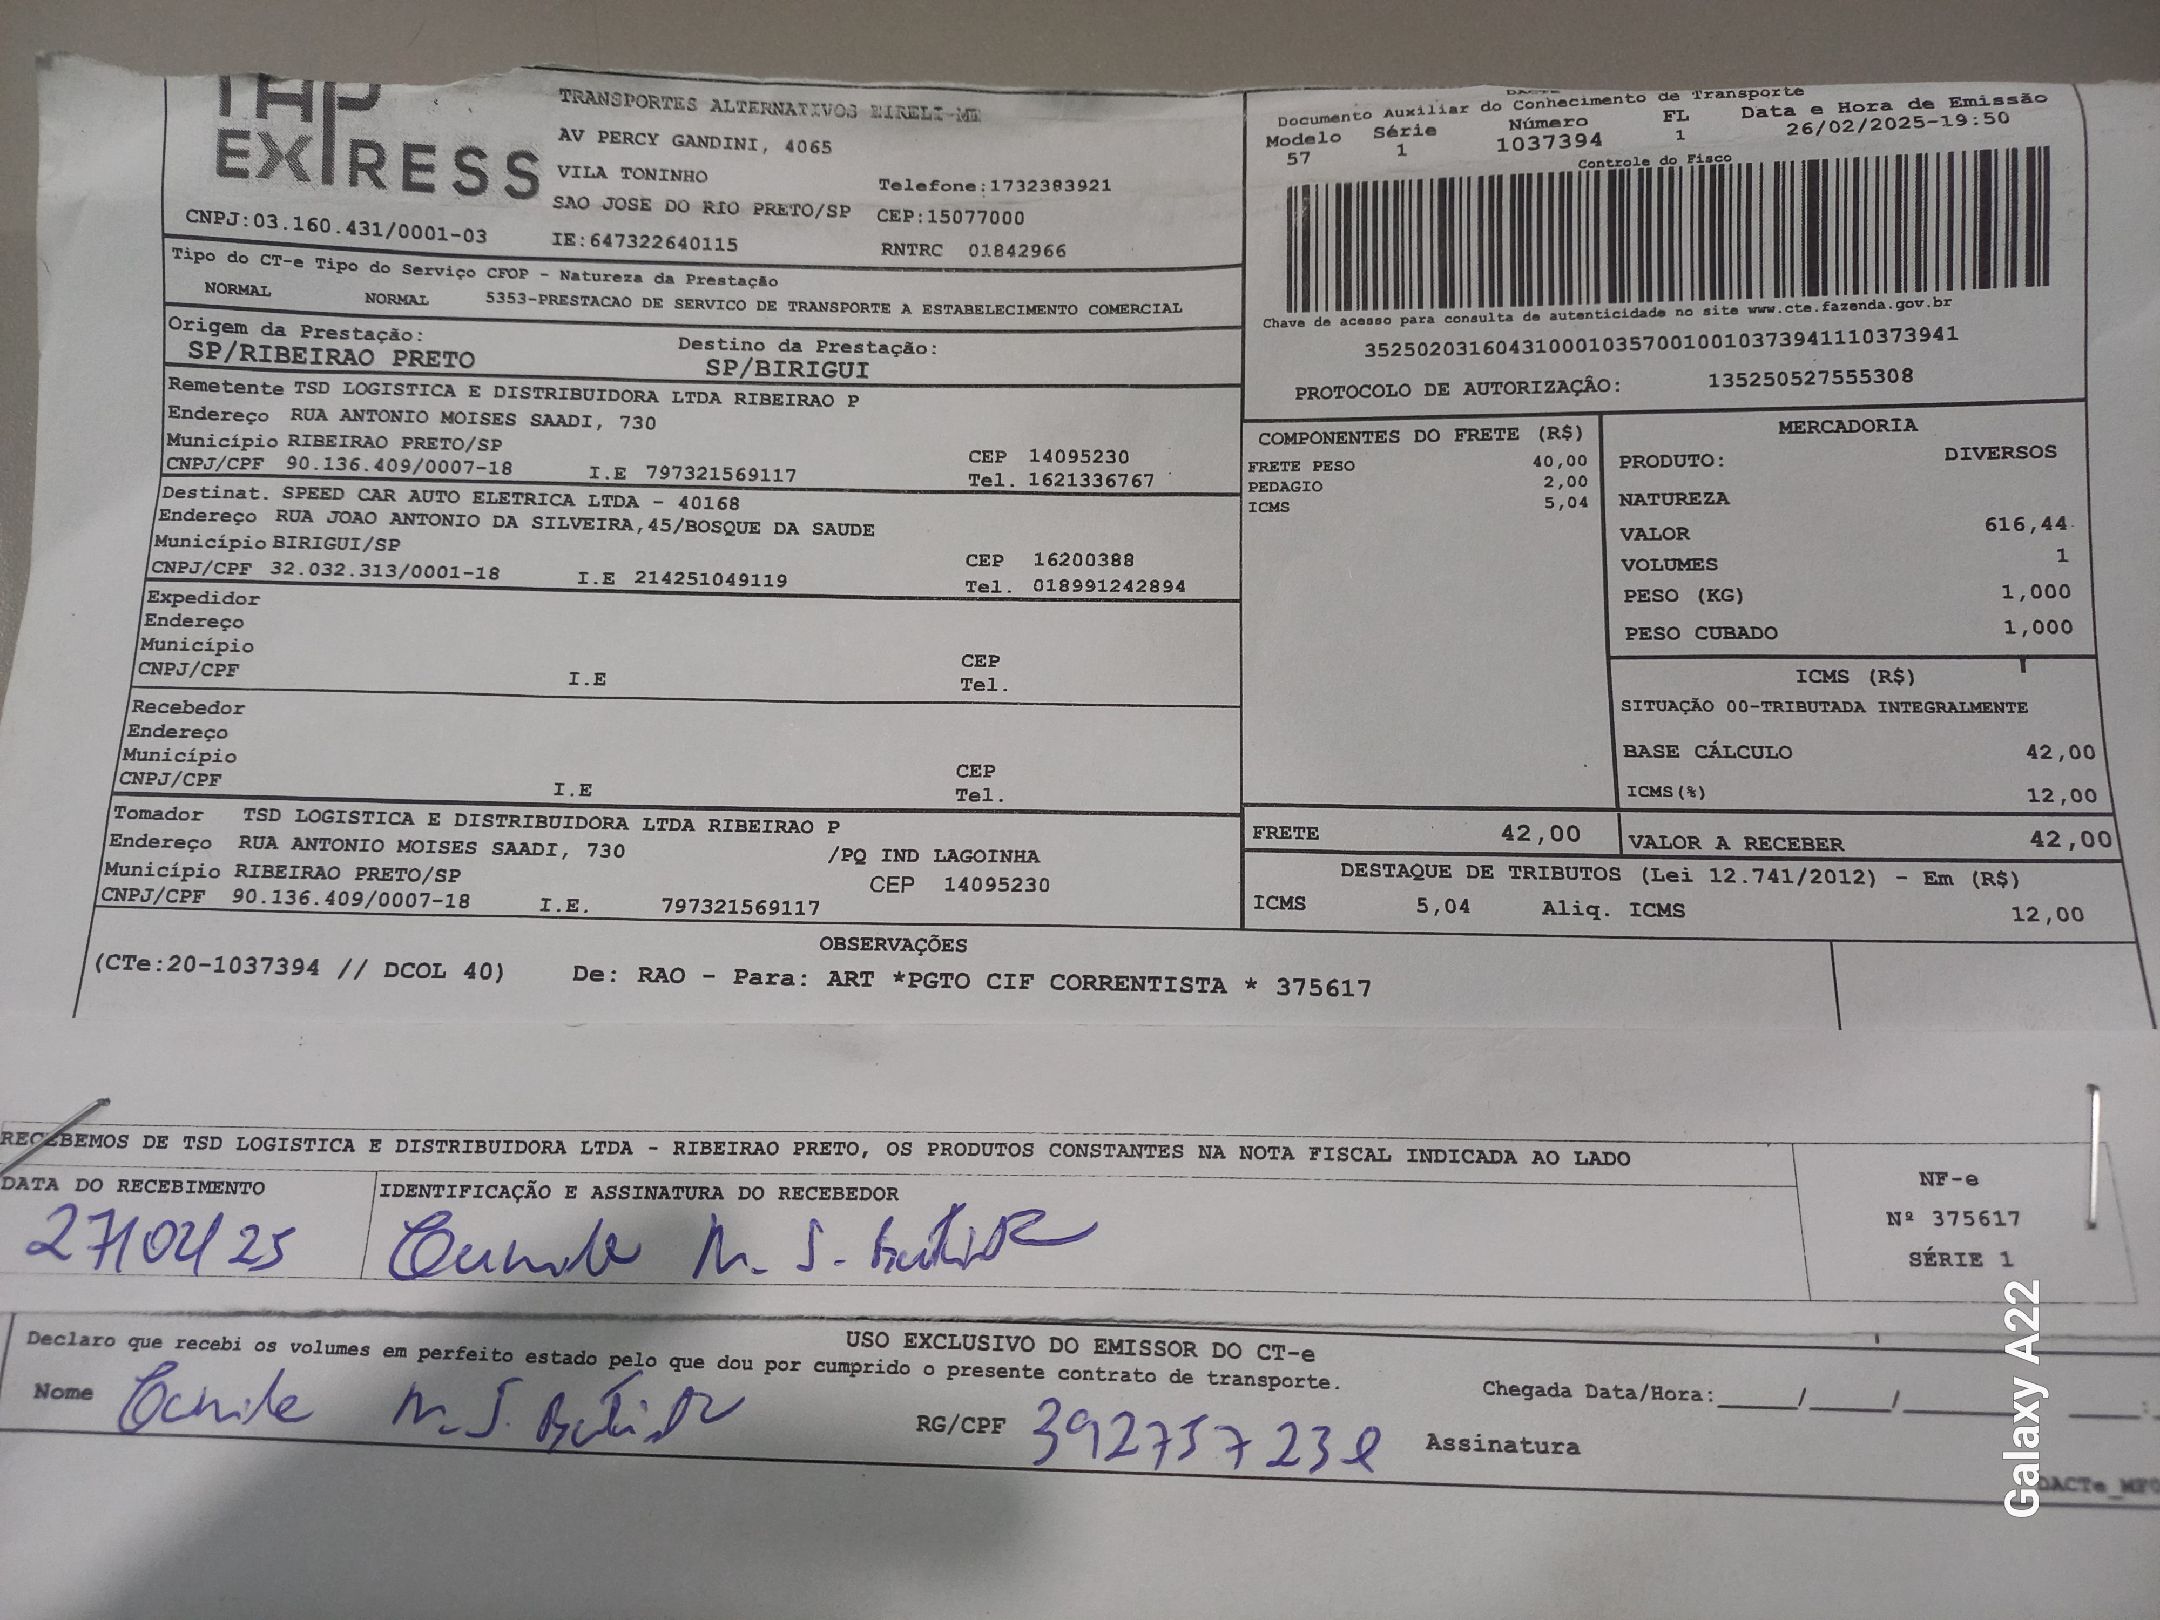 TAP
EXPRESS
CNPJ:03.160.431/0001-03
TRANSPORTES ALTERNATIVOS EIRELI-ME
AV PERCY GANDINI, 4065
VILA TONINHO
Telefone:1732383921
SAO JOSE DO RIO PRETO/SP CEP:15077000
IE:647322640115 RNTRC 01842966
DACTE
Documento Auxiliar do Conhecimento de Transporte
Modelo Série Número FL Data e Hora de Emissão
57 1 1037394 1 26/02/2025-19:50
Controle do Fisco
Chave de acesso para consulta de autenticidade no site www.cte.fazenda.gov.br
35250203160431000103570010010373941110373941
PROTOCOLO DE AUTORIZAÇÃO: 135250527555308
Tipo do CT-e Tipo do Serviço CFOP - Natureza da Prestação
NORMAL NORMAL 5353-PRESTACAO DE SERVICO DE TRANSPORTE A ESTABELECIMENTO COMERCIAL
Origem da Prestação: Destino da Prestação:
SP/RIBEIRAO PRETO SP/BIRIGUI
Remetente TSD LOGISTICA E DISTRIBUIDORA LTDA RIBEIRAO P
Endereço RUA ANTONIO MOISES SAADI, 730
Município RIBEIRAO PRETO/SP CEP 14095230
CNPJ/CPF 90.136.409/0007-18 I.E 797321569117 Tel. 1621336767
Destinat. SPEED CAR AUTO ELETRICA LTDA - 40168
Endereço RUA JOAO ANTONIO DA SILVEIRA,45/BOSQUE DA SAUDE
Município BIRIGUI/SP CEP 16200388
CNPJ/CPF 32.032.313/0001-18 I.E 214251049119 Tel. 018991242894
Expedidor
Endereço
Município CEP
CNPJ/CPF I.E Tel.
Recebedor
Endereço
Município CEP
CNPJ/CPF I.E Tel.
Tomador TSD LOGISTICA E DISTRIBUIDORA LTDA RIBEIRAO P
Endereço RUA ANTONIO MOISES SAADI, 730 /PQ IND LAGOINHA
Município RIBEIRAO PRETO/SP CEP 14095230
CNPJ/CPF 90.136.409/0007-18 I.E. 797321569117
COMPONENTES DO FRETE (R$)
FRETE PESO 40,00
PEDAGIO 2,00
ICMS 5,04
MERCADORIA
PRODUTO: DIVERSOS
NATUREZA
VALOR 616,44
VOLUMES 1
PESO (KG) 1,000
PESO CUBADO 1,000
ICMS (R$)
SITUAÇÃO 00-TRIBUTADA INTEGRALMENTE
BASE CÁLCULO 42,00
ICMS(%) 12,00
FRETE 42,00 VALOR A RECEBER 42,00
DESTAQUE DE TRIBUTOS (Lei 12.741/2012) - Em (R$)
ICMS 5,04 Aliq. ICMS 12,00
OBSERVAÇÕES
(CTe:20-1037394 // DCOL 40) De: RAO - Para: ART *PGTO CIF CORRENTISTA * 375617
RECEBEMOS DE TSD LOGISTICA E DISTRIBUIDORA LTDA - RIBEIRAO PRETO, OS PRODUTOS CONSTANTES NA NOTA FISCAL INDICADA AO LADO
DATA DO RECEBIMENTO IDENTIFICAÇÃO E ASSINATURA DO RECEBEDOR
27/02/25 M. S.
NF-e
Nº 375617
SÉRIE 1
USO EXCLUSIVO DO EMISSOR DO CT-e
Declaro que recebi os volumes em perfeito estado pelo que dou por cumprido o presente contrato de transporte.
Nome M. S. RG/CPF Assinatura
Chegada Data/Hora:_____/_____/_______ ____:
DACTe_MF0
Galaxy A22